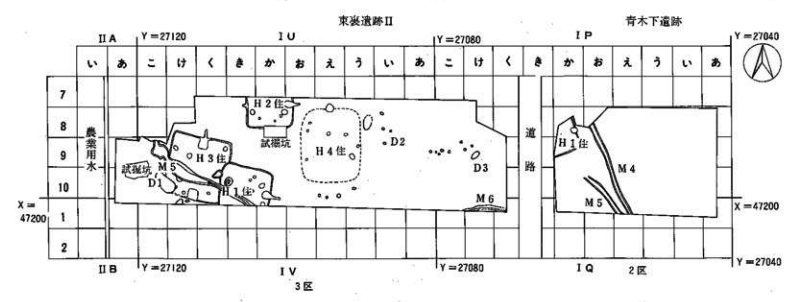 東裏遺跡II 青木下遺跡
IIA Y=27120 IU Y=27080 IP Y=27040
い あ こ け く き か お え う い あ こ け く き か お え う い あ
7
8
9
10
1
2
農業用水
道路
X=47200
X=47200
H2住
試掘坑
H3住
H4住
D2
D3
試掘坑
M5
D1
H1住
M6
H1住
M4
M5
IIB Y=27120 IV Y=27080 IQ 2区 Y=27040
3区